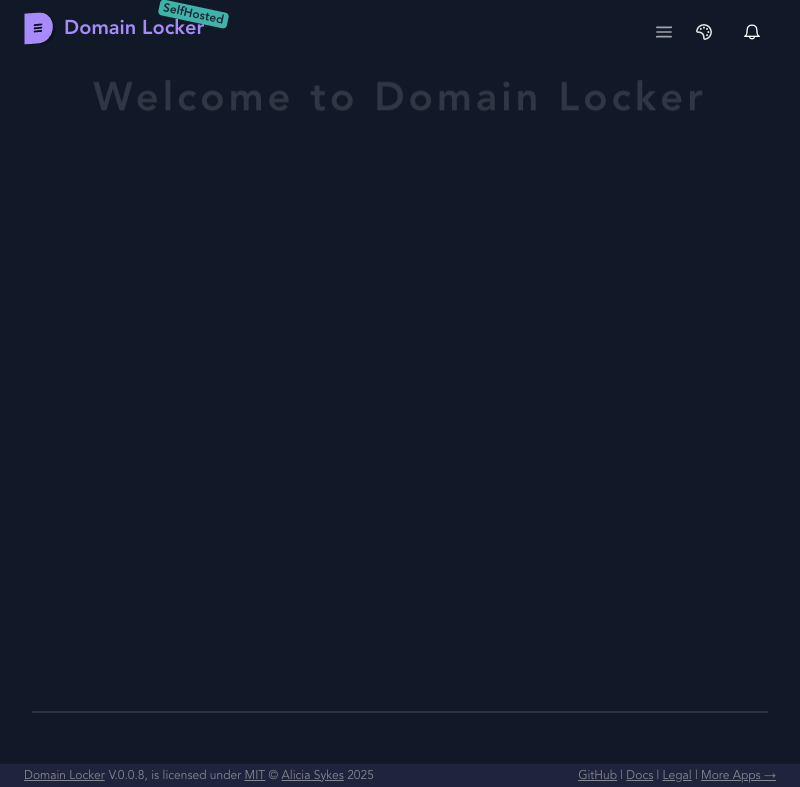 Domain Locker
SelfHosted
Welcome to Domain Locker
Domain Locker V.0.0.8, is licensed under MIT © Alicia Sykes 2025
GitHub | Docs | Legal | More Apps →